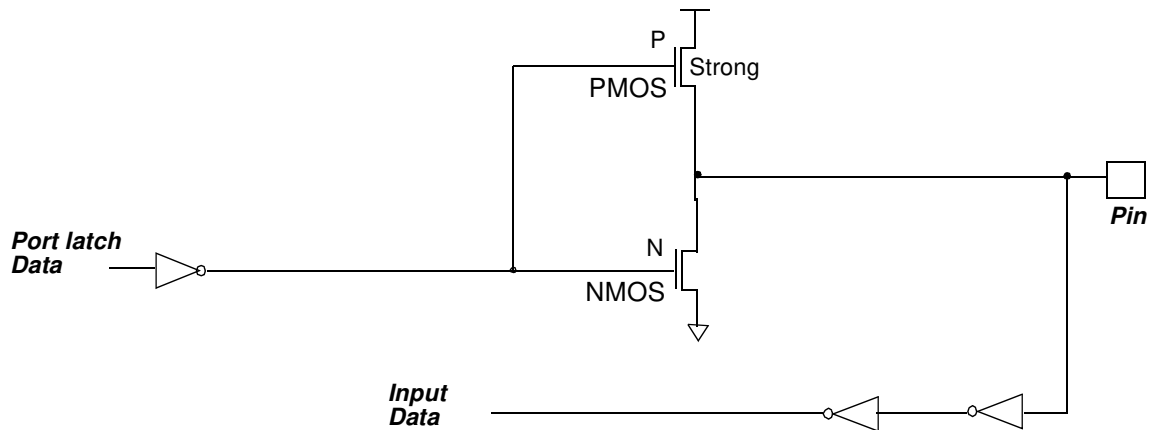 P
Strong
PMOS
Pin
Port latch
Data
N
NMOS
Input
Data